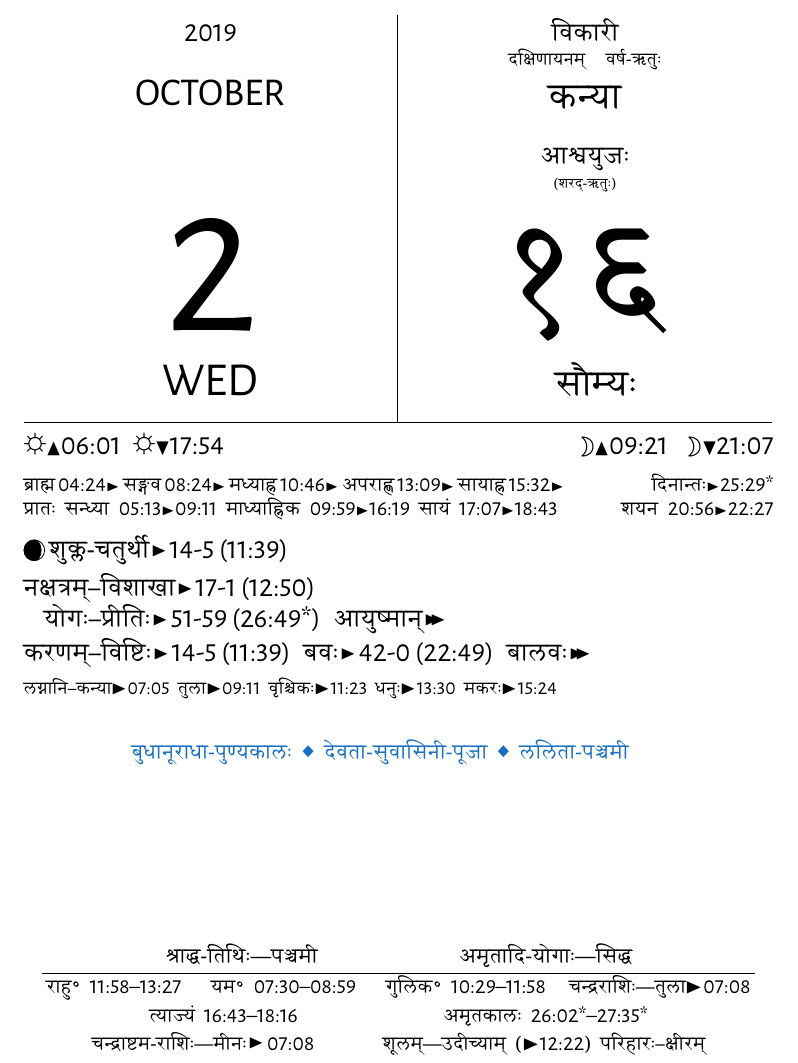 2019
OCTOBER
2
WED
विकारी
दक्षिणायनम् वर्ष-ऋतुः
कन्या
आश्वयुजः
(शरद्-ऋतुः)
१६
सौम्यः
☼▲06:01 ☼▼17:54 ☽▲09:21 ☽▼21:07
ब्राह्म 04:24► सङ्गव 08:24► मध्याह्न 10:46► अपराह्ण 13:09► सायाह्न 15:32► दिनान्तः►25:29*
प्रातः सन्ध्या 05:13►09:11 माध्याह्निक 09:59►16:19 सायं 17:07►18:43 शयन 20:56►22:27
शुक्ल-चतुर्थी►14-5 (11:39)
नक्षत्रम्–विशाखा►17-1 (12:50)
योगः–प्रीतिः►51-59 (26:49*) आयुष्मान्►►
करणम्–विष्टिः►14-5 (11:39) बवः►42-0 (22:49) बालवः►►
लग्नानि–कन्या►07:05 तुला►09:11 वृश्चिकः►11:23 धनुः►13:30 मकरः►15:24
बुधानूराधा-पुण्यकालः ◆ देवता-सुवासिनी-पूजा ◆ ललिता-पञ्चमी
श्राद्ध-तिथिः—पञ्चमी अमृतादि-योगाः—सिद्ध
राहु॰ 11:58–13:27 यम॰ 07:30–08:59 गुलिक॰ 10:29–11:58 चन्द्रराशिः—तुला►07:08
त्याज्यं 16:43–18:16 अमृतकालः 26:02*–27:35*
चन्द्राष्टम-राशिः—मीनः► 07:08 शूलम्—उदीच्याम् (►12:22) परिहारः–क्षीरम्